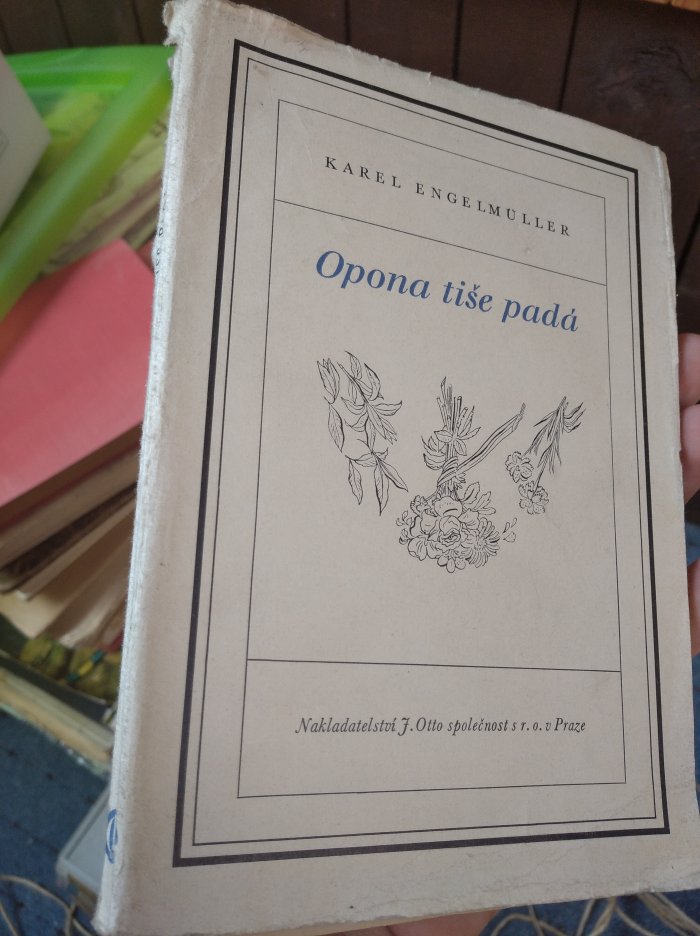 KAREL ENGELMÜLLER
Opona tiše padá
Nakladatelství J. Otto společnost s r. o. v Praze